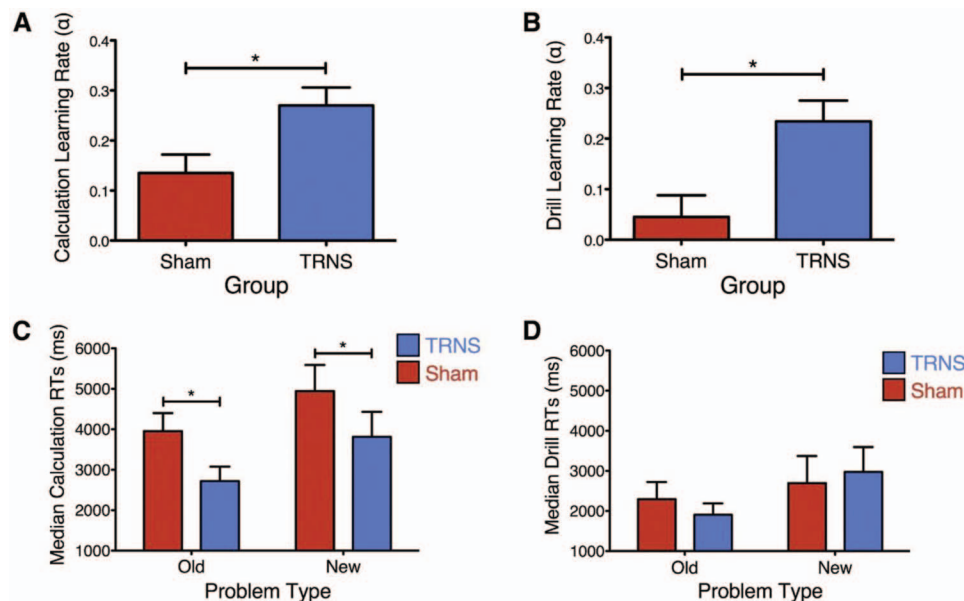 A
Calculation Learning Rate (α)
0.4
0.3
0.2
0.1
0.0
*
Sham
TRNS
Group
B
Drill Learning Rate (α)
0.4
0.3
0.2
0.1
0.0
*
Sham
TRNS
Group
C
Median Calculation RTs (ms)
6000
5000
4000
3000
2000
1000
*
*
TRNS
Sham
Old
New
Problem Type
D
Median Drill RTs (ms)
6000
5000
4000
3000
2000
1000
TRNS
Sham
Old
New
Problem Type